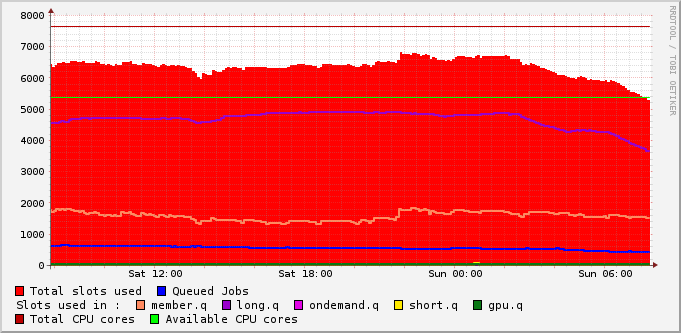 RRDTOOL / TOBI OETIKER
8000
7000
6000
5000
4000
3000
2000
1000
0
Sat 12:00 Sat 18:00 Sun 00:00 Sun 06:00
Total slots used Queued Jobs
Slots used in : member.q long.q ondemand.q short.q gpu.q
Total CPU cores Available CPU cores